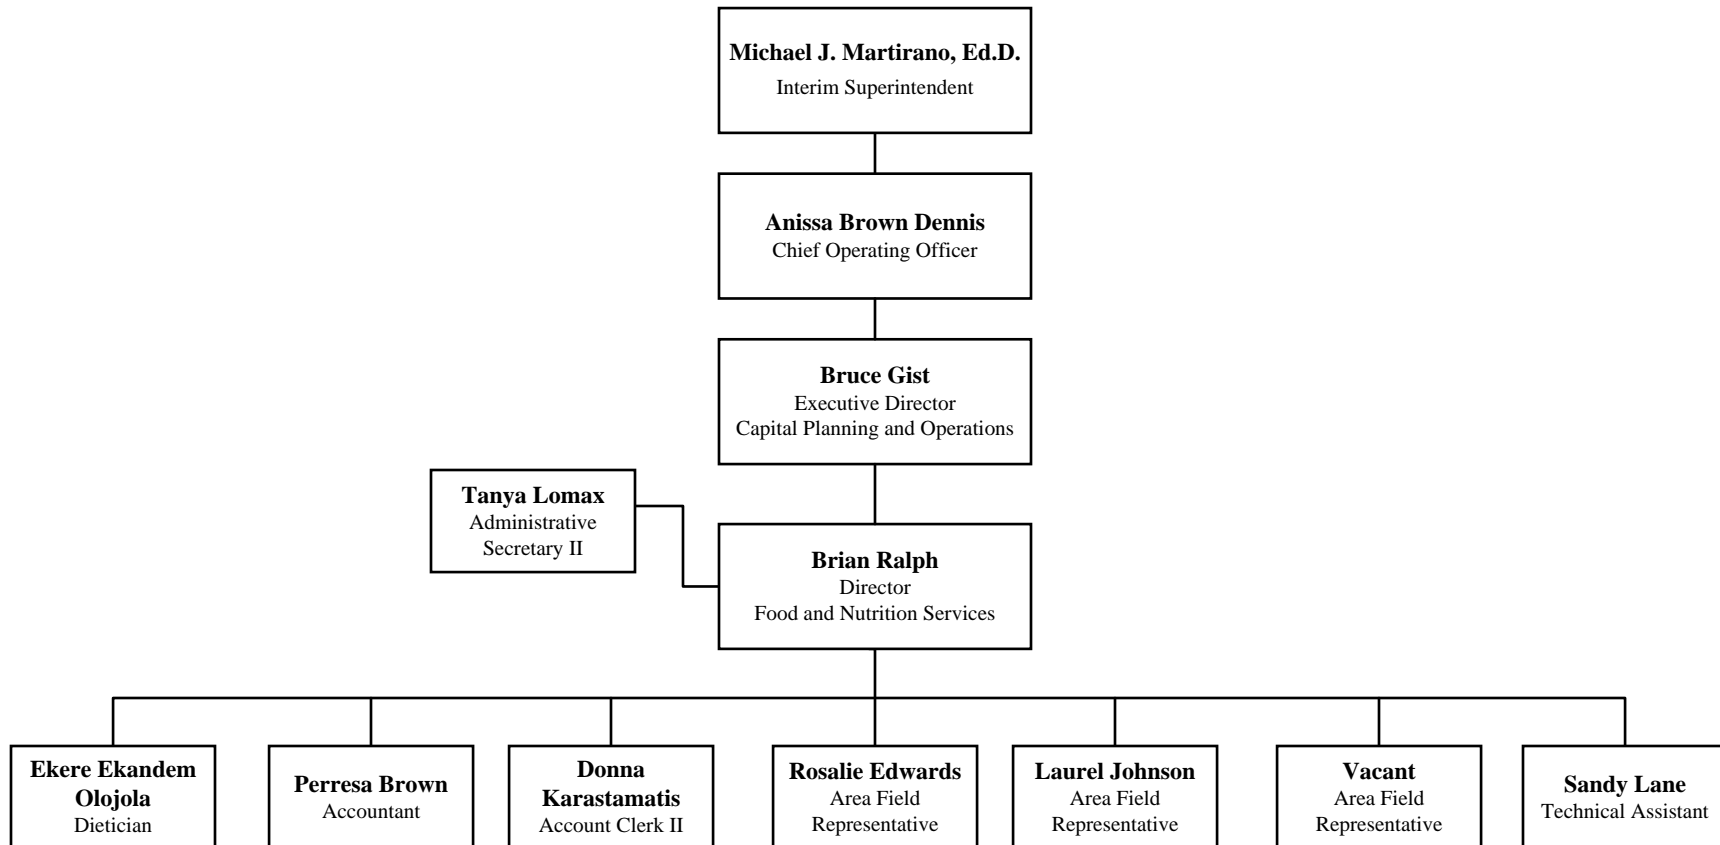 Michael J. Martirano, Ed.D.
Interim Superintendent
Anissa Brown Dennis
Chief Operating Officer
Bruce Gist
Executive Director
Capital Planning and Operations
Tanya Lomax
Administrative
Secretary II
Brian Ralph
Director
Food and Nutrition Services
Ekere Ekandem
Olojola
Dietician
Perresa Brown
Accountant
Donna
Karastamatis
Account Clerk II
Rosalie Edwards
Area Field
Representative
Laurel Johnson
Area Field
Representative
Vacant
Area Field
Representative
Sandy Lane
Technical Assistant